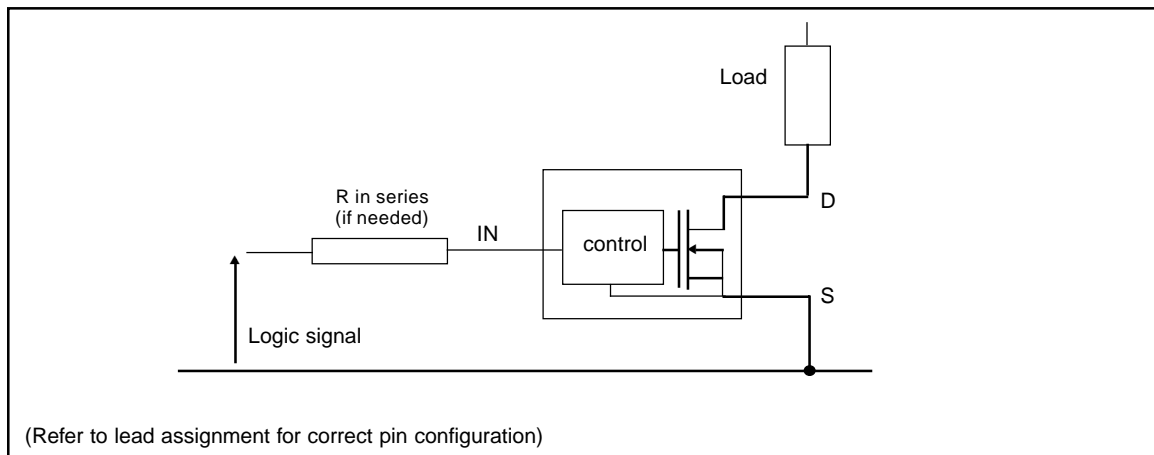 Load
D
R in series
(if needed)
IN
control
S
Logic signal
(Refer to lead assignment for correct pin configuration)